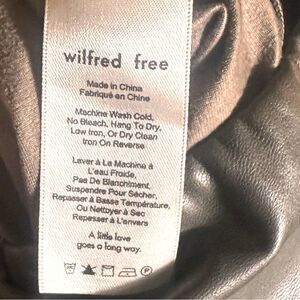 wilfred free
Made in China
Fabriqué en Chine
Machine Wash Cold,
No Bleach, Hang To Dry,
Low Iron, Or Dry Clean
Iron On Reverse
Laver à La Machine à
L'eau Froide,
Pas De Blanchiment,
Suspendre Pour Sécher,
Repasser à Basse Température,
Ou Nettoyer à Sec
Repasser à L'envers
A little love
goes a long way.